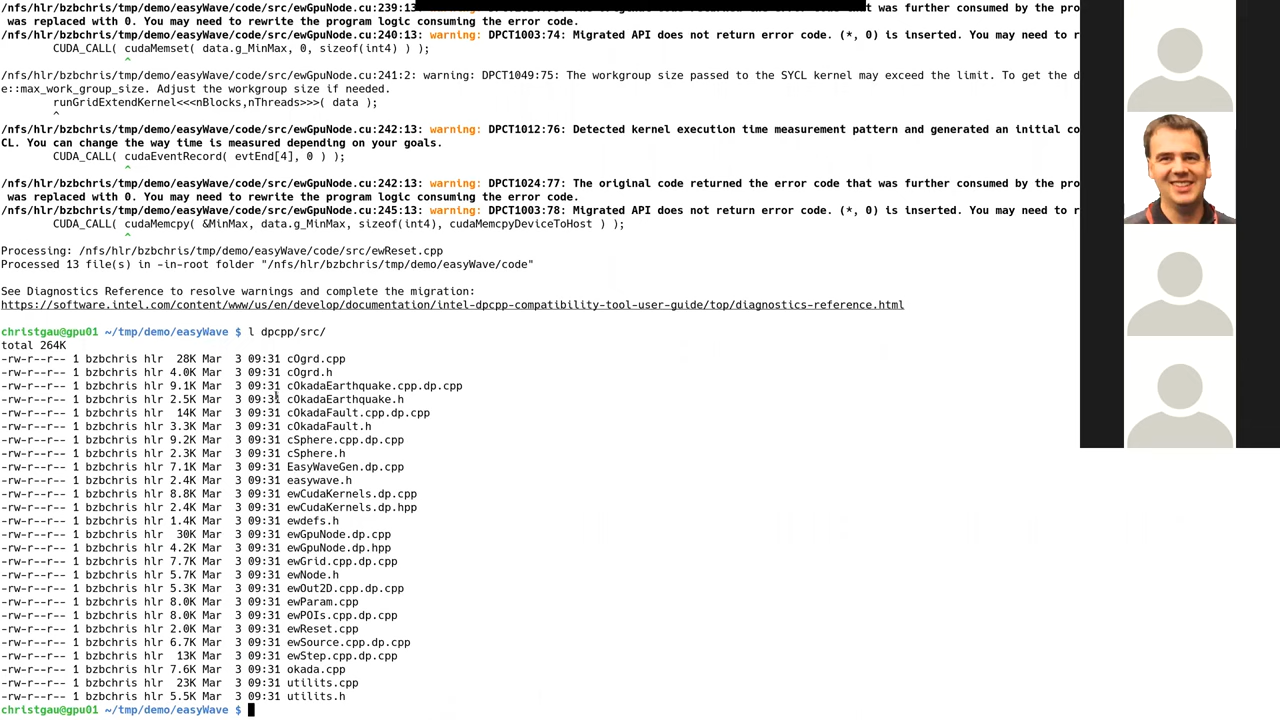 /nfs/hlr/bzbchris/tmp/demo/easyWave/code/src/ewGpuNode.cu:239:13
that was further consumed by the pro
 was replaced with 0. You may need to rewrite the program logic consuming the error code.
/nfs/hlr/bzbchris/tmp/demo/easyWave/code/src/ewGpuNode.cu:240:13: warning: DPCT1003:74: Migrated API does not return error code. (*, 0) is inserted. You may need to r
CUDA_CALL( cudaMemset( data.g_MinMax, 0, sizeof(int4) ) );
^
/nfs/hlr/bzbchris/tmp/demo/easyWave/code/src/ewGpuNode.cu:241:2: warning: DPCT1049:75: The workgroup size passed to the SYCL kernel may exceed the limit. To get the d
e::max_work_group_size. Adjust the workgroup size if needed.
runGridExtendKernel<<<nBlocks,nThreads>>>( data );
^
/nfs/hlr/bzbchris/tmp/demo/easyWave/code/src/ewGpuNode.cu:242:13: warning: DPCT1012:76: Detected kernel execution time measurement pattern and generated an initial co
CL. You can change the way time is measured depending on your goals.
CUDA_CALL( cudaEventRecord( evtEnd[4], 0 ) );
^
/nfs/hlr/bzbchris/tmp/demo/easyWave/code/src/ewGpuNode.cu:242:13: warning: DPCT1024:77: The original code returned the error code that was further consumed by the pro
 was replaced with 0. You may need to rewrite the program logic consuming the error code.
/nfs/hlr/bzbchris/tmp/demo/easyWave/code/src/ewGpuNode.cu:245:13: warning: DPCT1003:78: Migrated API does not return error code. (*, 0) is inserted. You may need to r
CUDA_CALL( cudaMemcpy( &MinMax, data.g_MinMax, sizeof(int4), cudaMemcpyDeviceToHost ) );
^
Processing: /nfs/hlr/bzbchris/tmp/demo/easyWave/code/src/ewReset.cpp
Processed 13 file(s) in -in-root folder "/nfs/hlr/bzbchris/tmp/demo/easyWave/code"
See Diagnostics Reference to resolve warnings and complete the migration:
https://software.intel.com/content/www/us/en/develop/documentation/intel-dpcpp-compatibility-tool-user-guide/top/diagnostics-reference.html
christgau@gpu01 ~/tmp/demo/easyWave $ l dpcpp/src/
total 264K
-rw-r--r-- 1 bzbchris hlr  28K Mar  3 09:31 cOgrd.cpp
-rw-r--r-- 1 bzbchris hlr 4.0K Mar  3 09:31 cOgrd.h
-rw-r--r-- 1 bzbchris hlr 9.1K Mar  3 09:31 cOkadaEarthquake.cpp.dp.cpp
-rw-r--r-- 1 bzbchris hlr 2.5K Mar  3 09:31 cOkadaEarthquake.h
-rw-r--r-- 1 bzbchris hlr  14K Mar  3 09:31 cOkadaFault.cpp.dp.cpp
-rw-r--r-- 1 bzbchris hlr 3.3K Mar  3 09:31 cOkadaFault.h
-rw-r--r-- 1 bzbchris hlr 9.2K Mar  3 09:31 cSphere.cpp.dp.cpp
-rw-r--r-- 1 bzbchris hlr 2.3K Mar  3 09:31 cSphere.h
-rw-r--r-- 1 bzbchris hlr 7.1K Mar  3 09:31 EasyWaveGen.dp.cpp
-rw-r--r-- 1 bzbchris hlr 2.4K Mar  3 09:31 easywave.h
-rw-r--r-- 1 bzbchris hlr 8.8K Mar  3 09:31 ewCudaKernels.dp.cpp
-rw-r--r-- 1 bzbchris hlr 2.4K Mar  3 09:31 ewCudaKernels.dp.hpp
-rw-r--r-- 1 bzbchris hlr 1.4K Mar  3 09:31 ewdefs.h
-rw-r--r-- 1 bzbchris hlr  30K Mar  3 09:31 ewGpuNode.dp.cpp
-rw-r--r-- 1 bzbchris hlr 4.2K Mar  3 09:31 ewGpuNode.dp.hpp
-rw-r--r-- 1 bzbchris hlr 7.7K Mar  3 09:31 ewGrid.cpp.dp.cpp
-rw-r--r-- 1 bzbchris hlr 5.7K Mar  3 09:31 ewNode.h
-rw-r--r-- 1 bzbchris hlr 5.3K Mar  3 09:31 ewOut2D.cpp.dp.cpp
-rw-r--r-- 1 bzbchris hlr 8.0K Mar  3 09:31 ewParam.cpp
-rw-r--r-- 1 bzbchris hlr 8.0K Mar  3 09:31 ewPOIs.cpp.dp.cpp
-rw-r--r-- 1 bzbchris hlr 2.0K Mar  3 09:31 ewReset.cpp
-rw-r--r-- 1 bzbchris hlr 6.7K Mar  3 09:31 ewSource.cpp.dp.cpp
-rw-r--r-- 1 bzbchris hlr  13K Mar  3 09:31 ewStep.cpp.dp.cpp
-rw-r--r-- 1 bzbchris hlr 7.6K Mar  3 09:31 okada.cpp
-rw-r--r-- 1 bzbchris hlr  23K Mar  3 09:31 utilits.cpp
-rw-r--r-- 1 bzbchris hlr 5.5K Mar  3 09:31 utilits.h
christgau@gpu01 ~/tmp/demo/easyWave $